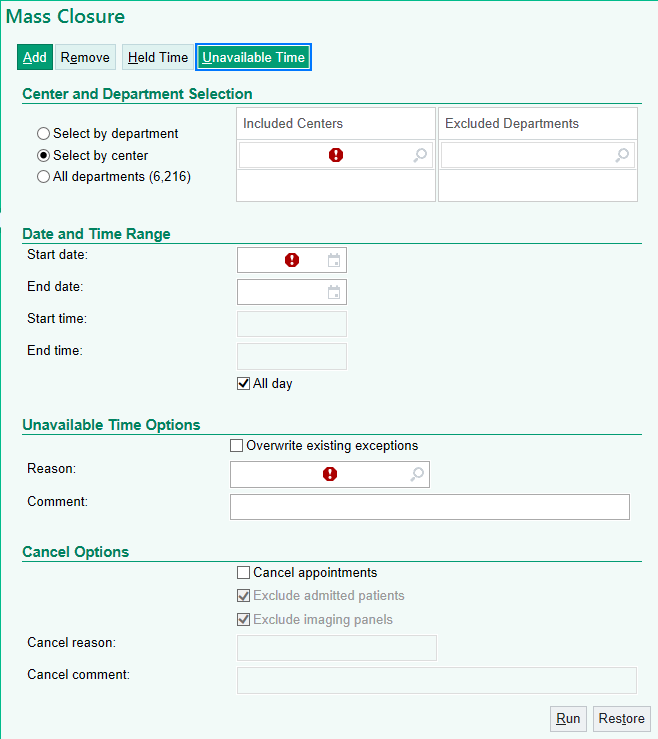 Mass Closure
Add Remove Held Time Unavailable Time
Center and Department Selection
Included Centers Excluded Departments
Select by department
Select by center
All departments (6,216)
Date and Time Range
Start date:
End date:
Start time:
End time:
All day
Unavailable Time Options
Overwrite existing exceptions
Reason:
Comment:
Cancel Options
Cancel appointments
Exclude admitted patients
Exclude imaging panels
Cancel reason:
Cancel comment:
Run Restore